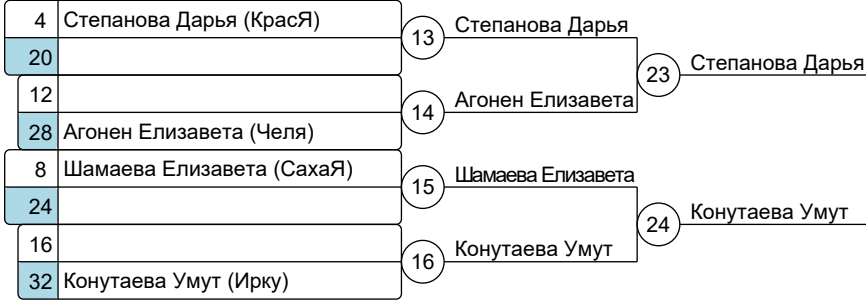 4 Степанова Дарья (КрасЯ)
20
12
28 Агонен Елизавета (Челя)
8 Шамаева Елизавета (СахаЯ)
24
16
32 Конутаева Умут (Ирку)
13 Степанова Дарья
14 Агонен Елизавета
15 Шамаева Елизавета
16 Конутаева Умут
23 Степанова Дарья
24 Конутаева Умут